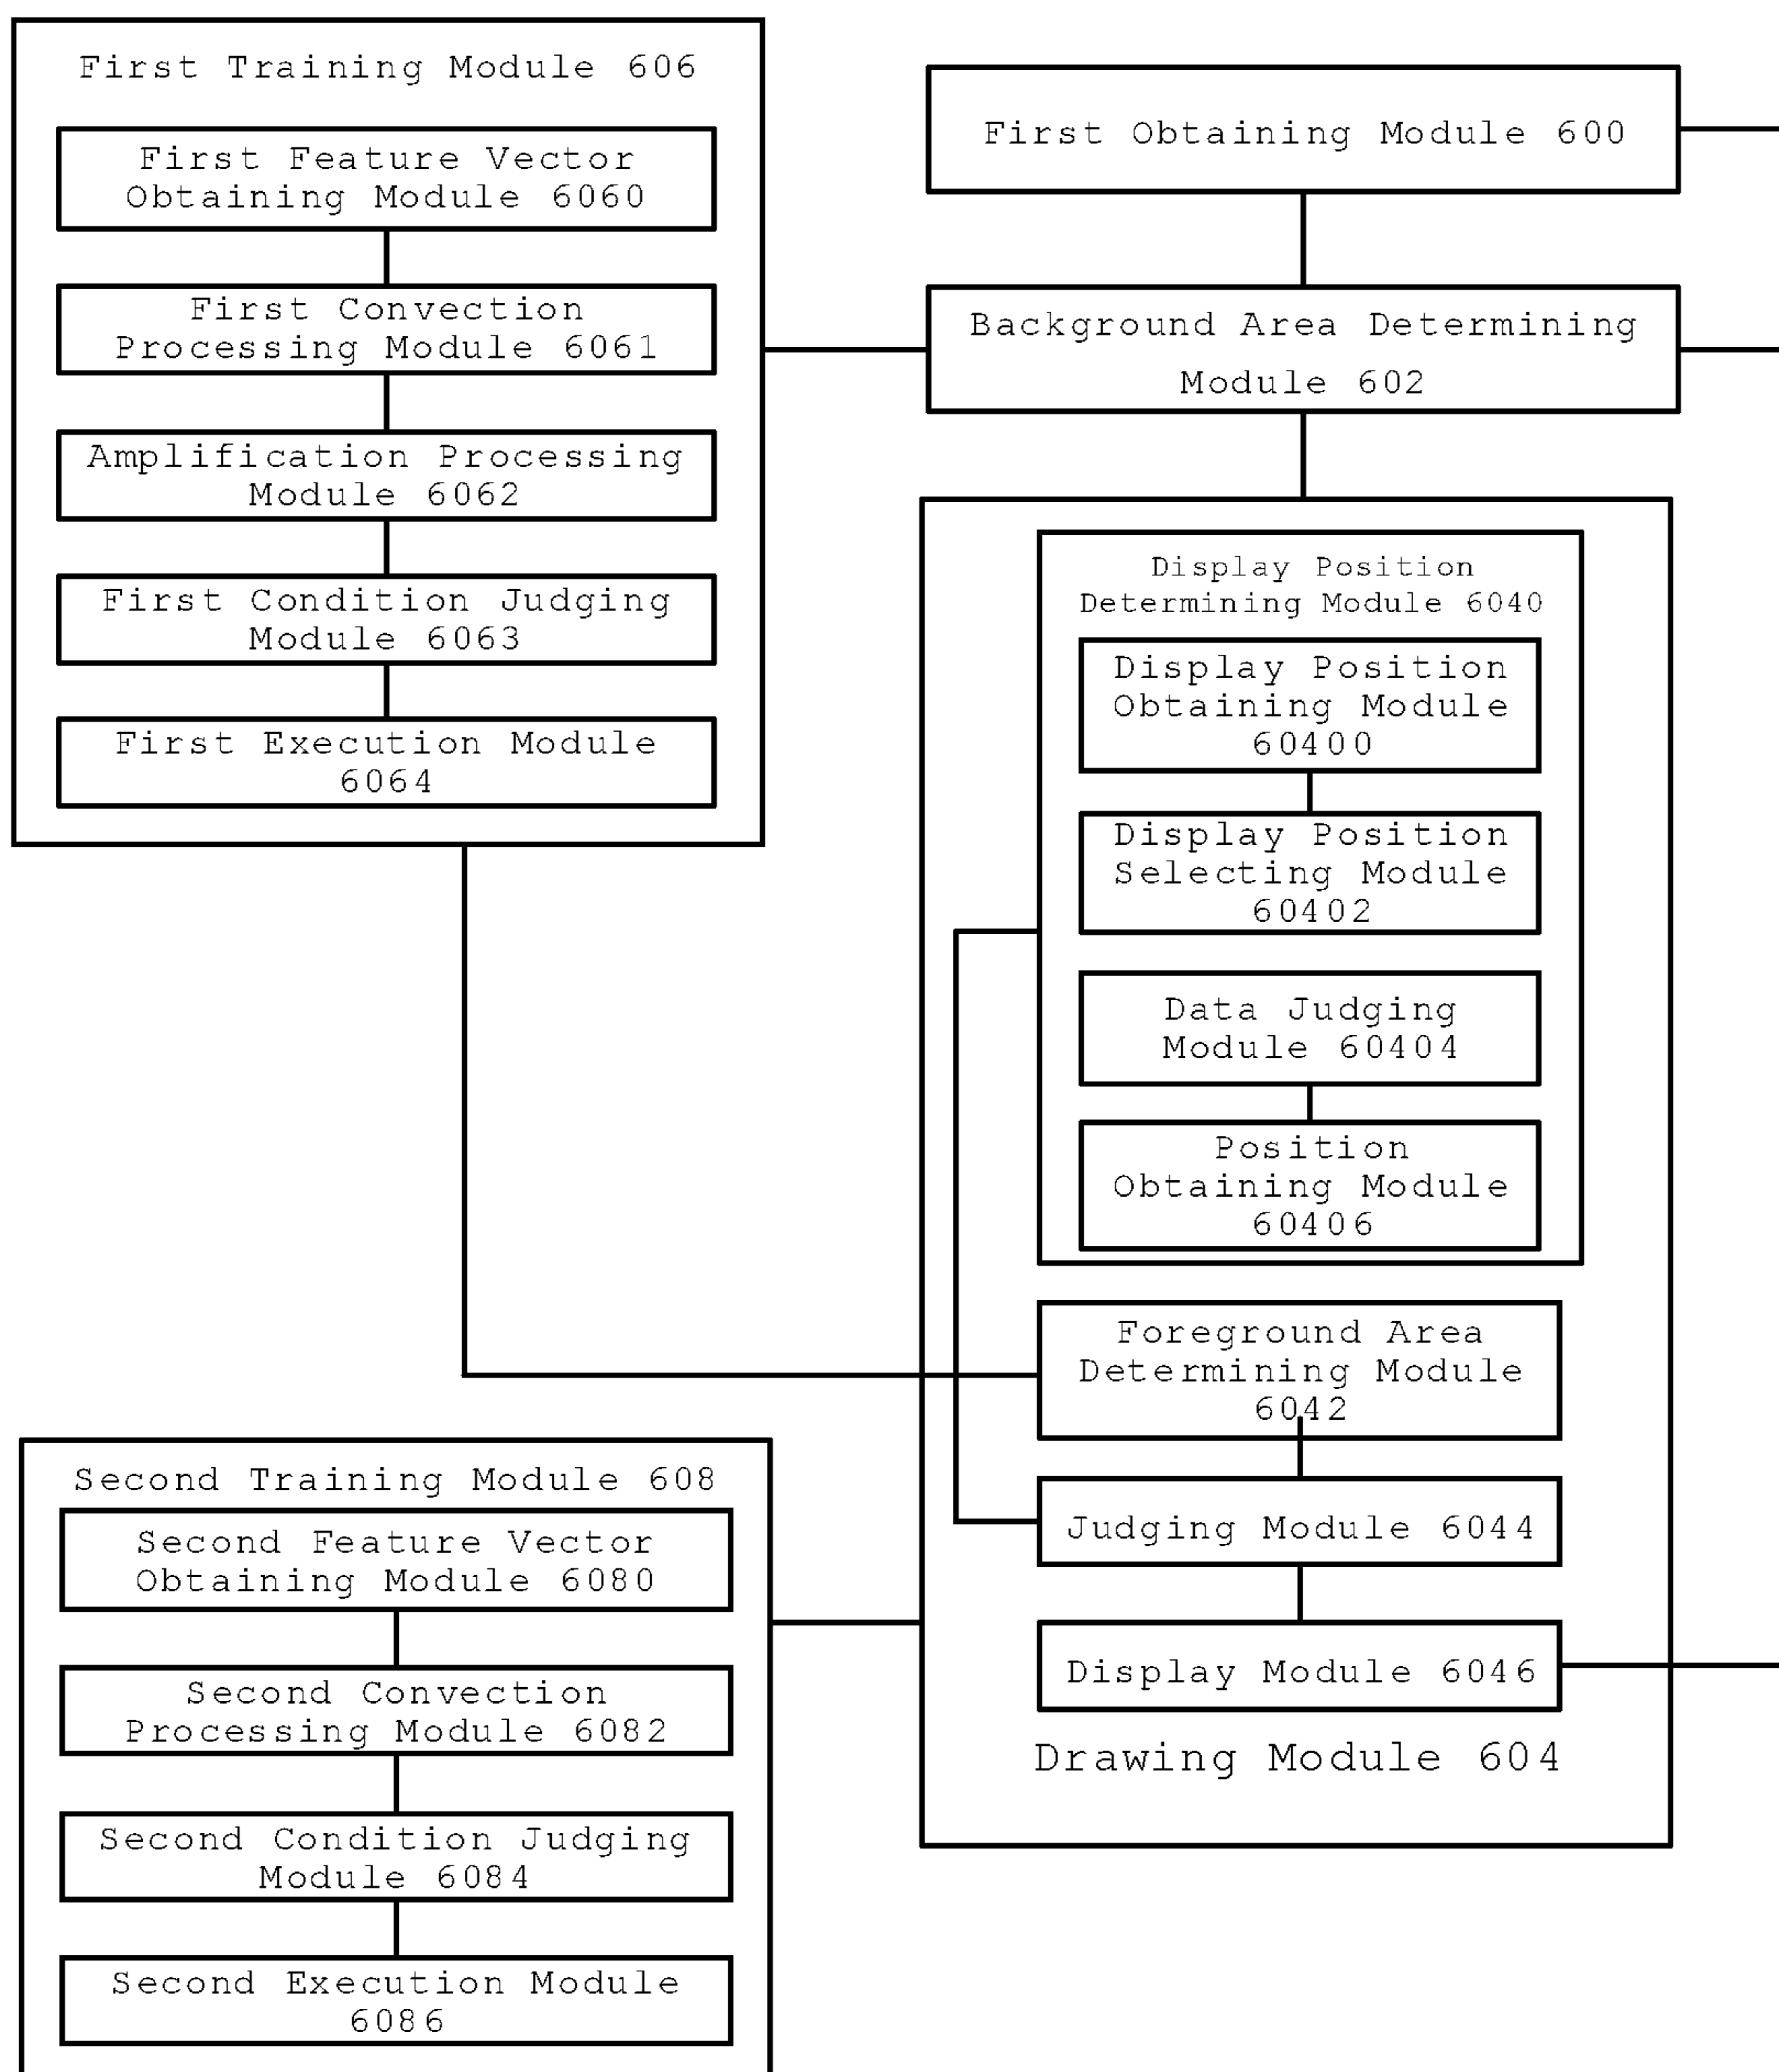 First Training Module 606
First Feature Vector
Obtaining Module 6060
First Convection
Processing Module 6061
Amplification Processing
Module 6062
First Condition Judging
Module 6063
First Execution Module
6064
First Obtaining Module 600
Background Area Determining
Module 602
Display Position
Determining Module 6040
Display Position
Obtaining Module
60400
Display Position
Selecting Module
60402
Data Judging
Module 60404
Position
Obtaining Module
60406
Foreground Area
Determining Module
6042
Judging Module 6044
Display Module 6046
Drawing Module 604
Second Training Module 608
Second Feature Vector
Obtaining Module 6080
Second Convection
Processing Module 6082
Second Condition Judging
Module 6084
Second Execution Module
6086